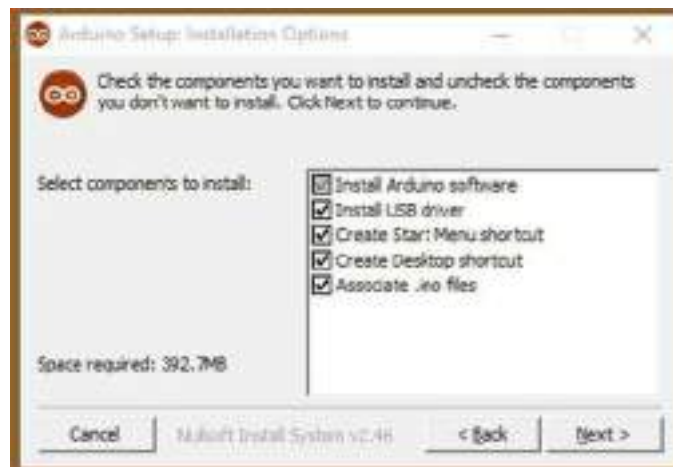 Arduino Setup: Installation Options
Check the components you want to install and uncheck the components
you don't want to install. Click Next to continue.
Select components to install:
Install Arduino software
Install USB driver
Create Start Menu shortcut
Create Desktop shortcut
Associate .ino files
Space required: 392.7MB
Cancel
Nullsoft Install System v2.46
< Back
Next >